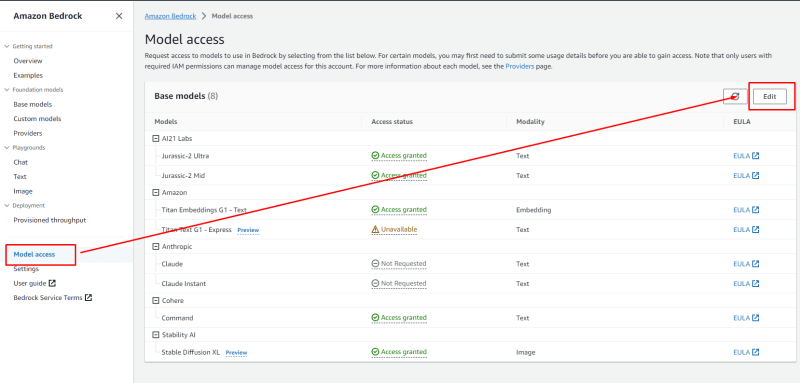 Amazon Bedrock
Getting started
Overview
Examples
Foundation models
Base models
Custom models
Providers
Playgrounds
Chat
Text
Image
Deployment
Provisioned throughput
Model access
Settings
User guide
Bedrock Service Terms
Amazon Bedrock > Model access
Model access
Request access to models to use in Bedrock by selecting from the list below. For certain models, you may first need to submit some usage details before you are able to gain access. Note that only users with
required IAM permissions can manage model access for this account. For more information about each model, see the Providers page.
Base models (8)
Edit
Models Access status Modality EULA
AI21 Labs
Jurassic-2 Ultra Access granted Text EULA
Jurassic-2 Mid Access granted Text EULA
Amazon
Titan Embeddings G1 - Text Access granted Embedding EULA
Titan Text G1 - Express Preview Unavailable Text EULA
Anthropic
Claude Not Requested Text EULA
Claude Instant Not Requested Text EULA
Cohere
Command Access granted Text EULA
Stability AI
Stable Diffusion XL Preview Access granted Image EULA